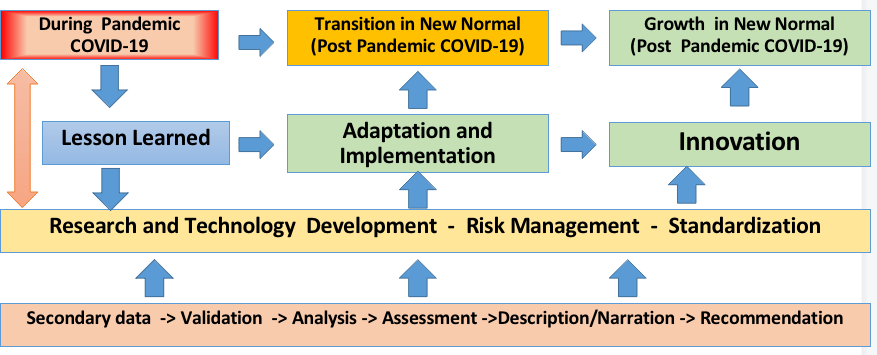 During Pandemic
COVID-19
Transition in New Normal
(Post Pandemic COVID-19)
Growth in New Normal
(Post Pandemic COVID-19)
Lesson Learned
Adaptation and
Implementation
Innovation
Research and Technology Development - Risk Management - Standardization
Secondary data -> Validation -> Analysis -> Assessment ->Description/Narration -> Recommendation